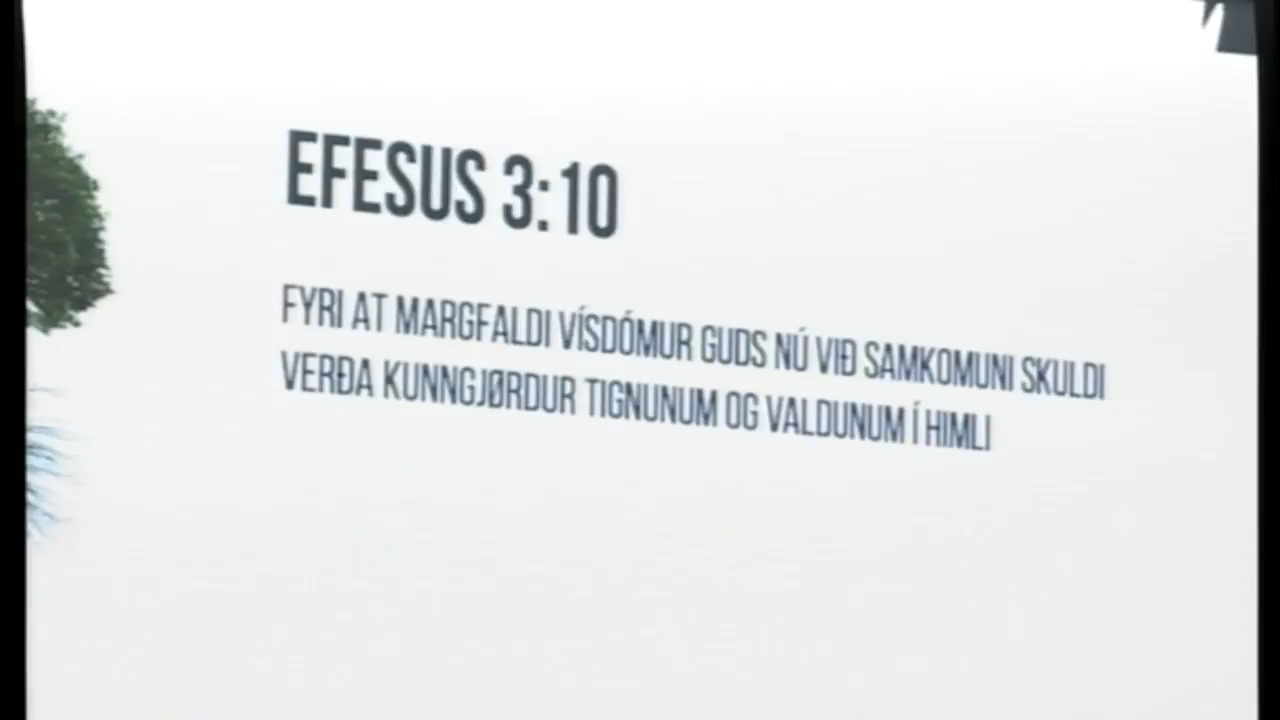 EFESUS 3:10
FYRI AT MARGFALDI VÍSDÓMUR GUDS NÚ VIÐ SAMKOMUNI SKULDI
VERÐA KUNNGJØRDUR TIGNUNUM OG VALDUNUM Í HIMLI